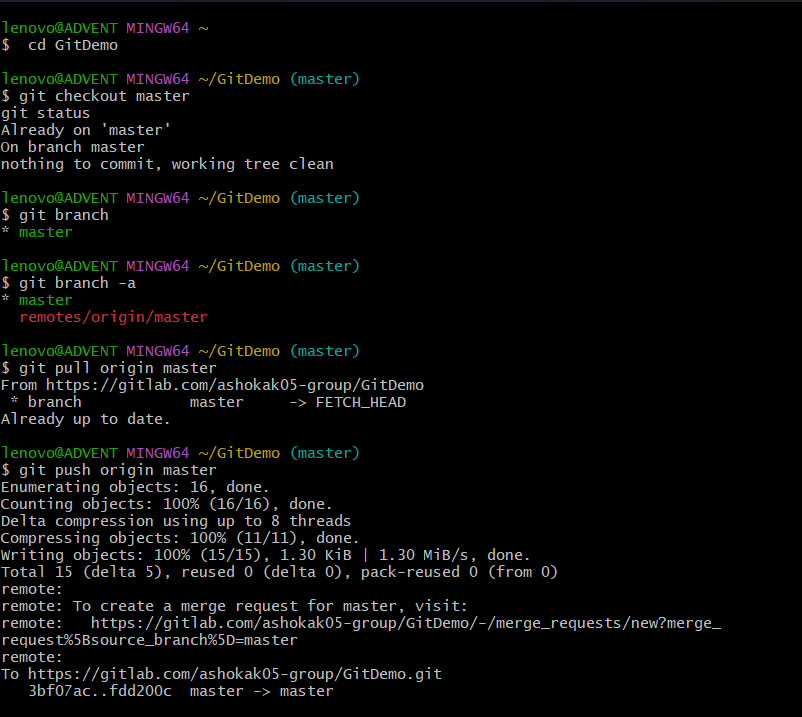 lenovo@ADVENT MINGW64 ~
$  cd GitDemo
lenovo@ADVENT MINGW64 ~/GitDemo (master)
$ git checkout master
git status
Already on 'master'
On branch master
nothing to commit, working tree clean
lenovo@ADVENT MINGW64 ~/GitDemo (master)
$ git branch
* master
lenovo@ADVENT MINGW64 ~/GitDemo (master)
$ git branch -a
* master
  remotes/origin/master
lenovo@ADVENT MINGW64 ~/GitDemo (master)
$ git pull origin master
From https://gitlab.com/ashokak05-group/GitDemo
 * branch            master     -> FETCH_HEAD
Already up to date.
lenovo@ADVENT MINGW64 ~/GitDemo (master)
$ git push origin master
Enumerating objects: 16, done.
Counting objects: 100% (16/16), done.
Delta compression using up to 8 threads
Compressing objects: 100% (11/11), done.
Writing objects: 100% (15/15), 1.30 KiB | 1.30 MiB/s, done.
Total 15 (delta 5), reused 0 (delta 0), pack-reused 0 (from 0)
remote:
remote: To create a merge request for master, visit:
remote:   https://gitlab.com/ashokak05-group/GitDemo/-/merge_requests/new?merge_
request%5Bsource_branch%5D=master
remote:
To https://gitlab.com/ashokak05-group/GitDemo.git
   3bf07ac..fdd200c  master -> master